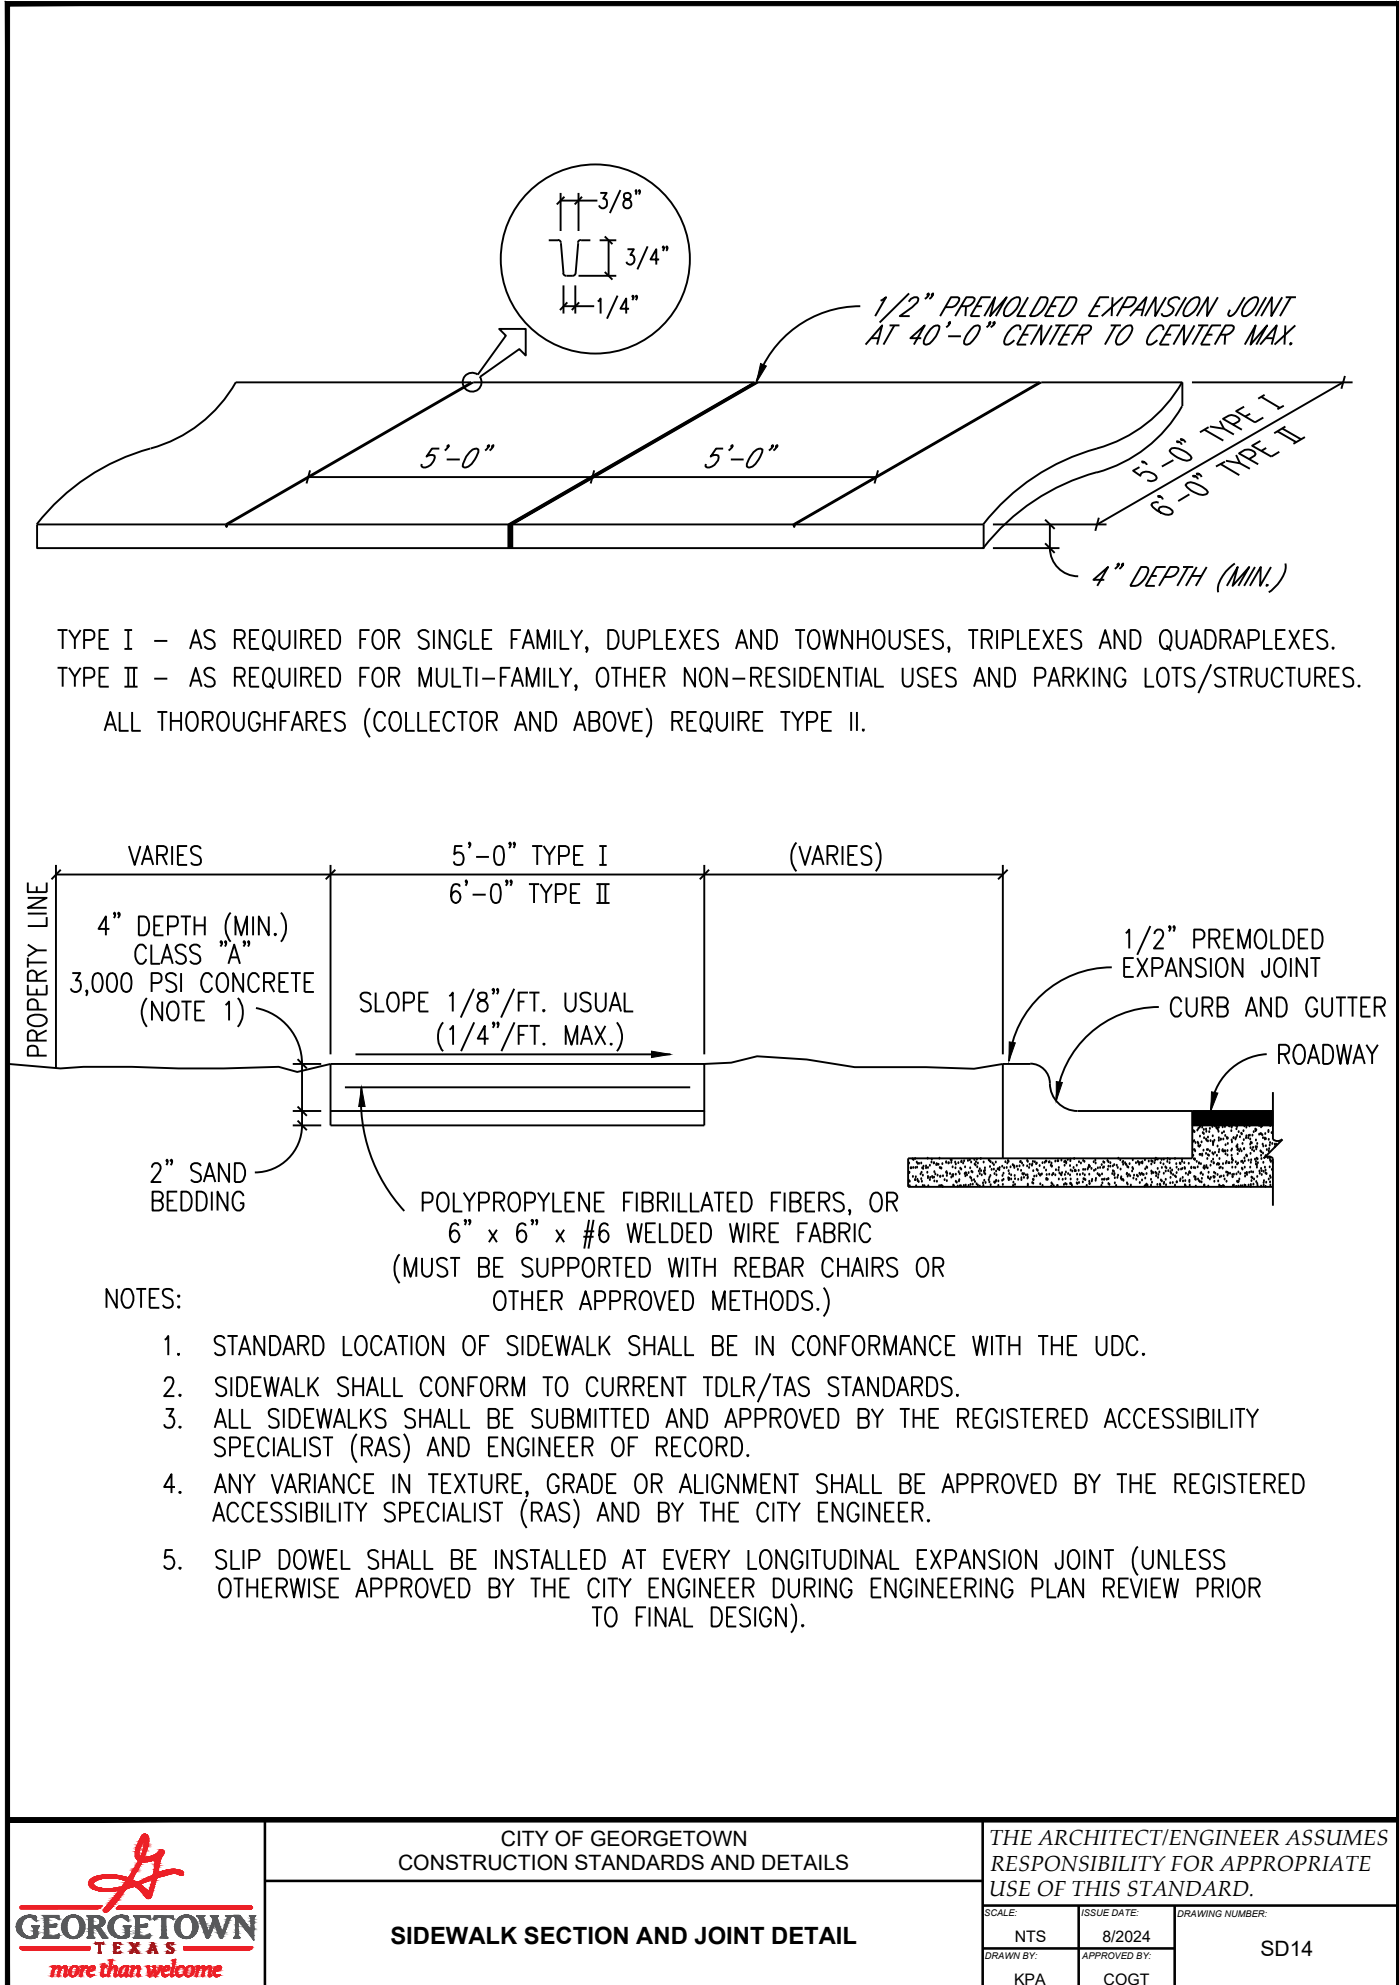 3/8"
3/4"
1/4"
1/2" PREMOLDED EXPANSION JOINT
AT 40'-0" CENTER TO CENTER MAX.
5'-0"
5'-0"
5'-0" TYPE I
6'-0" TYPE II
4" DEPTH (MIN.)
TYPE I - AS REQUIRED FOR SINGLE FAMILY, DUPLEXES AND TOWNHOUSES, TRIPLEXES AND QUADRAPLEXES.
TYPE II - AS REQUIRED FOR MULTI-FAMILY, OTHER NON-RESIDENTIAL USES AND PARKING LOTS/STRUCTURES.
ALL THOROUGHFARES (COLLECTOR AND ABOVE) REQUIRE TYPE II.
VARIES
5'-0" TYPE I
6'-0" TYPE II
(VARIES)
PROPERTY LINE
4" DEPTH (MIN.)
CLASS "A"
3,000 PSI CONCRETE
(NOTE 1)
SLOPE 1/8"/FT. USUAL
(1/4"/FT. MAX.)
1/2" PREMOLDED
EXPANSION JOINT
CURB AND GUTTER
ROADWAY
2" SAND
BEDDING
POLYPROPYLENE FIBRILLATED FIBERS, OR
6" x 6" x #6 WELDED WIRE FABRIC
(MUST BE SUPPORTED WITH REBAR CHAIRS OR
OTHER APPROVED METHODS.)
NOTES:
1. STANDARD LOCATION OF SIDEWALK SHALL BE IN CONFORMANCE WITH THE UDC.
2. SIDEWALK SHALL CONFORM TO CURRENT TDLR/TAS STANDARDS.
3. ALL SIDEWALKS SHALL BE SUBMITTED AND APPROVED BY THE REGISTERED ACCESSIBILITY
SPECIALIST (RAS) AND ENGINEER OF RECORD.
4. ANY VARIANCE IN TEXTURE, GRADE OR ALIGNMENT SHALL BE APPROVED BY THE REGISTERED
ACCESSIBILITY SPECIALIST (RAS) AND BY THE CITY ENGINEER.
5. SLIP DOWEL SHALL BE INSTALLED AT EVERY LONGITUDINAL EXPANSION JOINT (UNLESS
OTHERWISE APPROVED BY THE CITY ENGINEER DURING ENGINEERING PLAN REVIEW PRIOR
TO FINAL DESIGN).
G
GEORGETOWN
TEXAS
more than welcome
CITY OF GEORGETOWN
CONSTRUCTION STANDARDS AND DETAILS
SIDEWALK SECTION AND JOINT DETAIL
THE ARCHITECT/ENGINEER ASSUMES
RESPONSIBILITY FOR APPROPRIATE
USE OF THIS STANDARD.
SCALE:
NTS
ISSUE DATE:
8/2024
DRAWING NUMBER:
SD14
DRAWN BY:
KPA
APPROVED BY:
COGT